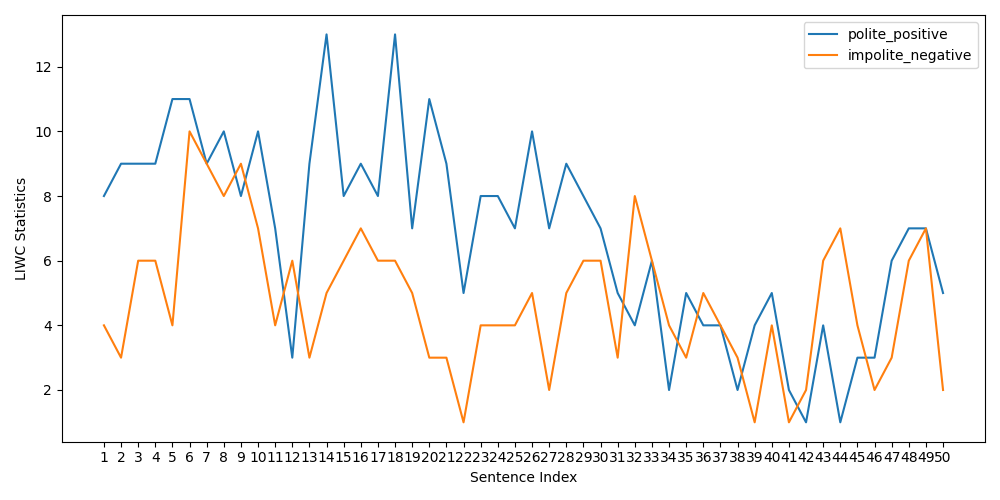 polite_positive
impolite_negative
LIWC Statistics
12
10
8
6
4
2
1 2 3 4 5 6 7 8 9 10 11 12 13 14 15 16 17 18 19 20 21 22 23 24 25 26 27 28 29 30 31 32 33 34 35 36 37 38 39 40 41 42 43 44 45 46 47 48 49 50
Sentence Index